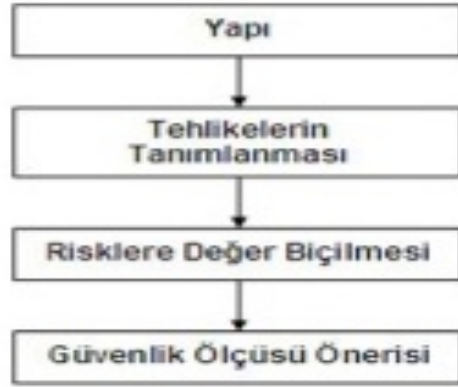 Yapı
Tehlikelerin
Tanımlanması
Risklere Değer Biçilmesi
Güvenlik Ölçüsü Önerisi